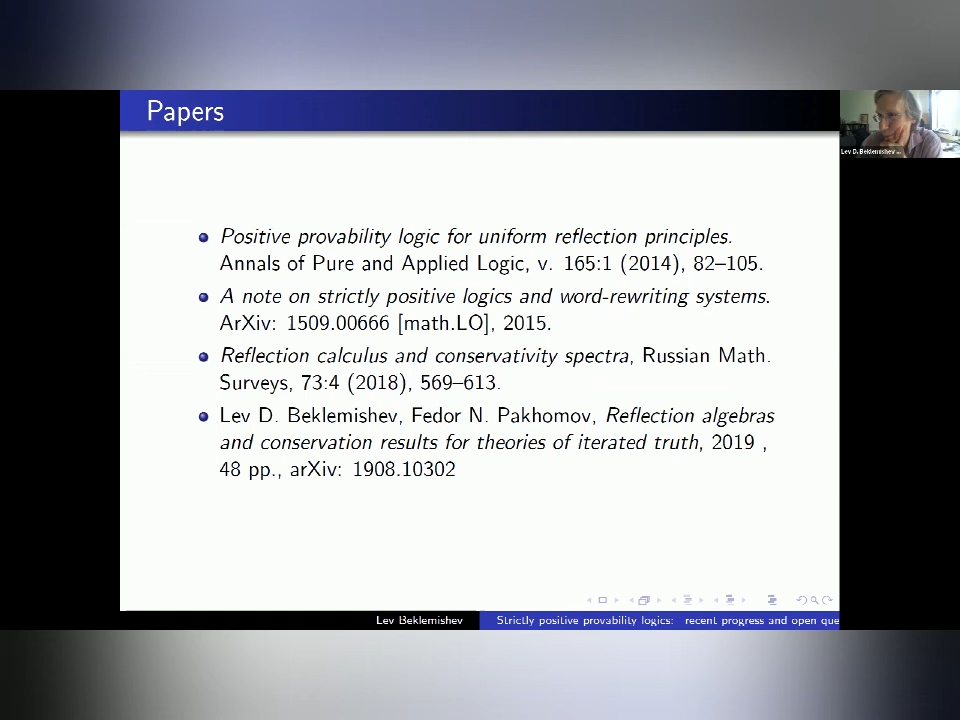 Papers
Lev D. Beklemishev ...
Positive provability logic for uniform reflection principles.
Annals of Pure and Applied Logic, v. 165:1 (2014), 82–105.
A note on strictly positive logics and word-rewriting systems.
ArXiv: 1509.00666 [math.LO], 2015.
Reflection calculus and conservativity spectra, Russian Math.
Surveys, 73:4 (2018), 569–613.
Lev D. Beklemishev, Fedor N. Pakhomov, Reflection algebras
and conservation results for theories of iterated truth, 2019 ,
48 pp., arXiv: 1908.10302
Lev Beklemishev
Strictly positive provability logics: recent progress and open que